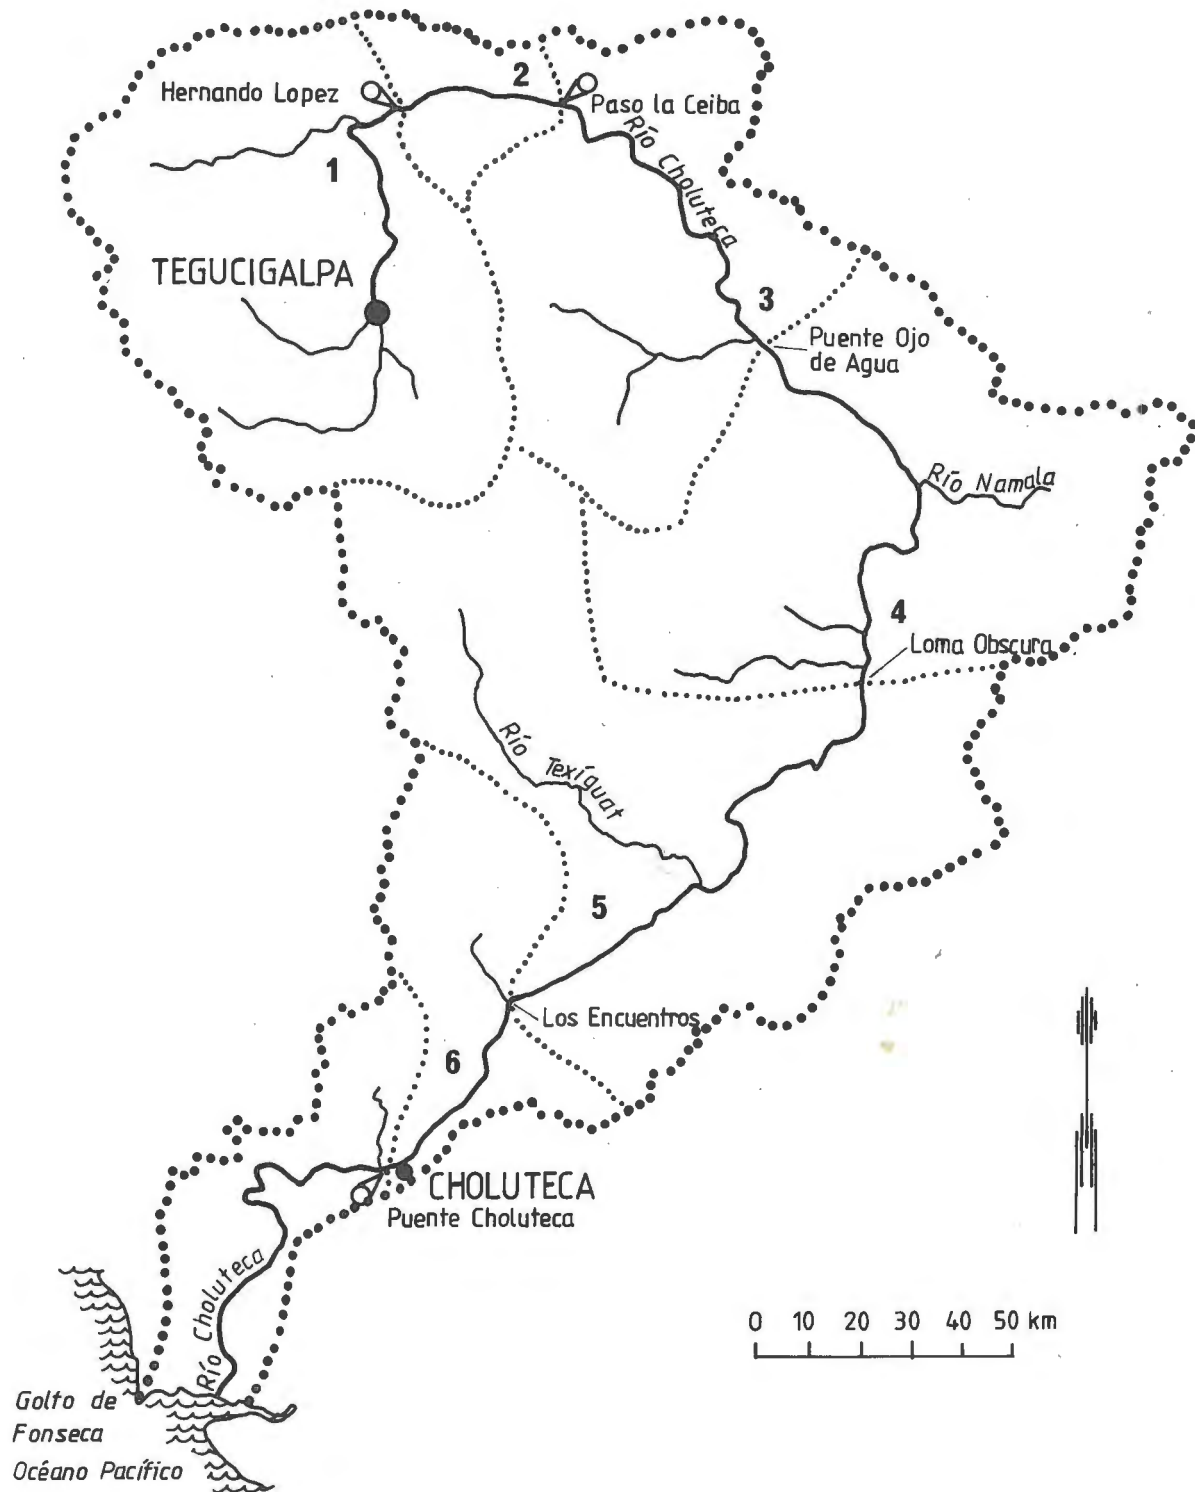 2
Hernando Lopez
Paso la Ceiba
Río Choluteca
1
TEGUCIGALPA
3
Puente Ojo
de Agua
Río Namala
4
Loma Obscura
Río Texíguat
5
Los Encuentros
6
CHOLUTECA
Puente Choluteca
Río Choluteca
0 10 20 30 40 50 km
Golfo de
Fonseca
Océano Pacífico